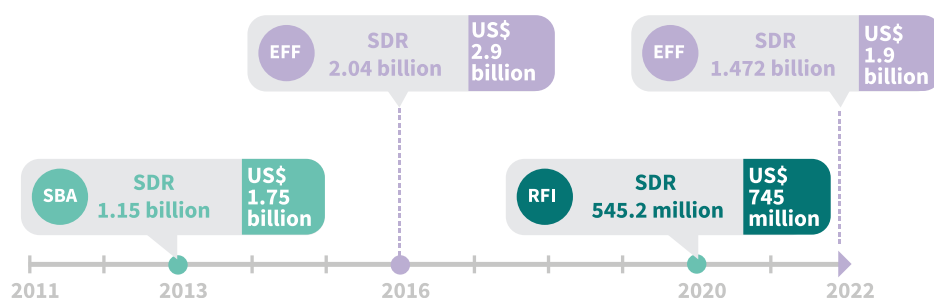 EFF
SDR
2.04 billion
US$
2.9
billion
EFF
SDR
1.472 billion
US$
1.9
billion
SBA
SDR
1.15 billion
US$
1.75
billion
RFI
SDR
545.2 million
US$
745
million
2011
2013
2016
2020
2022